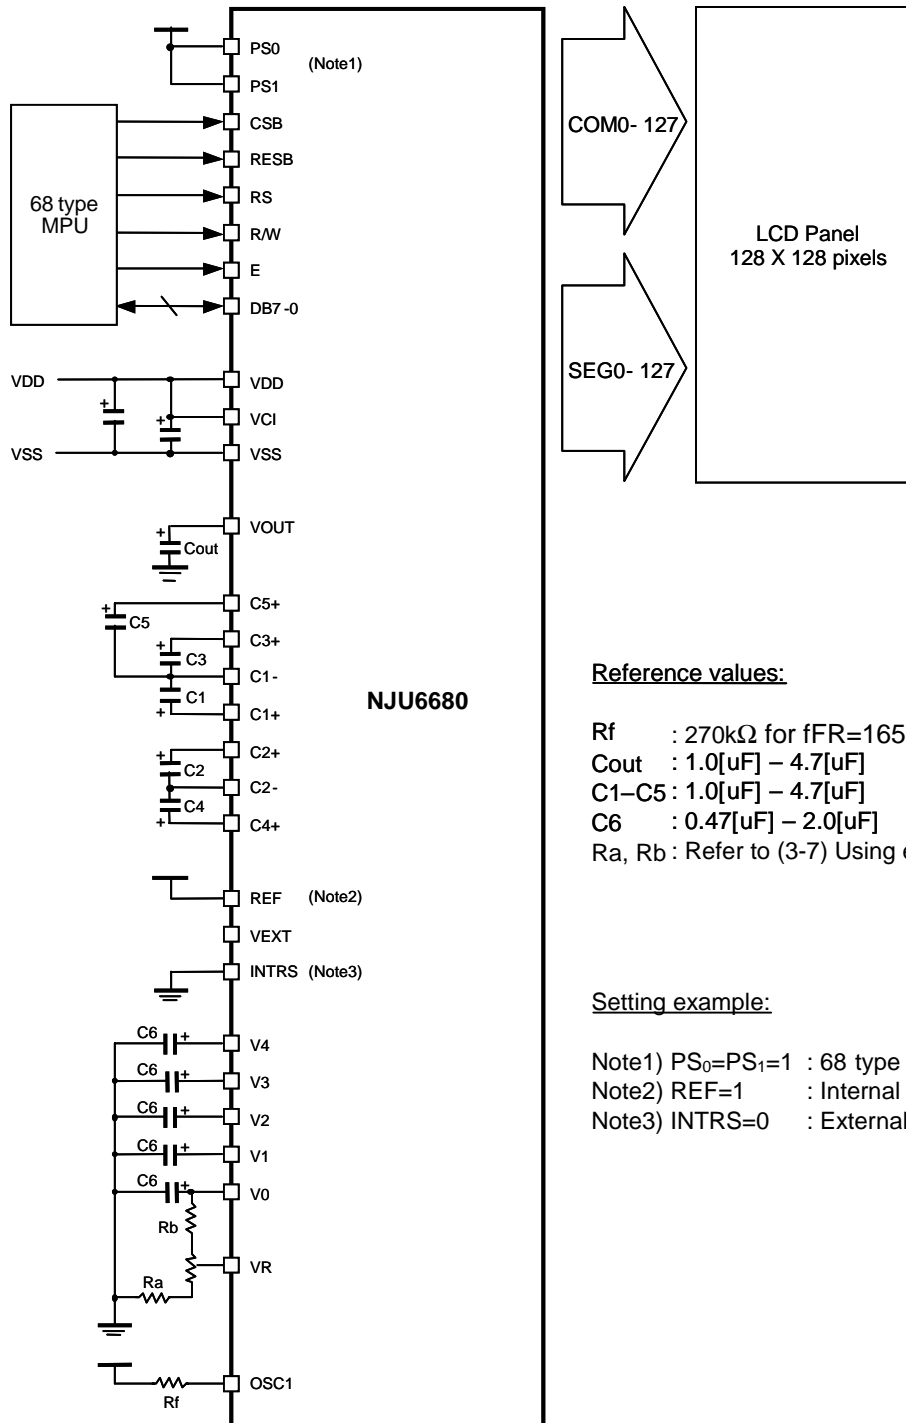 PS0
(Note1)
PS1
CSB
RESB
RS
R/W
E
DB7-0
68 type
MPU
COM0- 127
SEG0- 127
LCD Panel
128 X 128 pixels
VDD
VSS
VDD
+
VCI
+
VSS
VOUT
+
Cout
C5+
+
C5
C3+
+
C3
C1-
C1
C1+
+
C2+
+
C2
C2-
C4
C4+
+
NJU6680
REF
(Note2)
VEXT
INTRS (Note3)
C6
+
V4
C6
+
V3
C6
+
V2
C6
+
V1
C6
+
V0
Rb
VR
Ra
OSC1
Rf
Reference values:
Rf : 270kΩ for fFR=165
Cout : 1.0[uF] – 4.7[uF]
C1–C5 : 1.0[uF] – 4.7[uF]
C6 : 0.47[uF] – 2.0[uF]
Ra, Rb : Refer to (3-7) Using
Setting example:
Note1) PS₀=PS₁=1 : 68 type
Note2) REF=1 : Internal
Note3) INTRS=0 : External